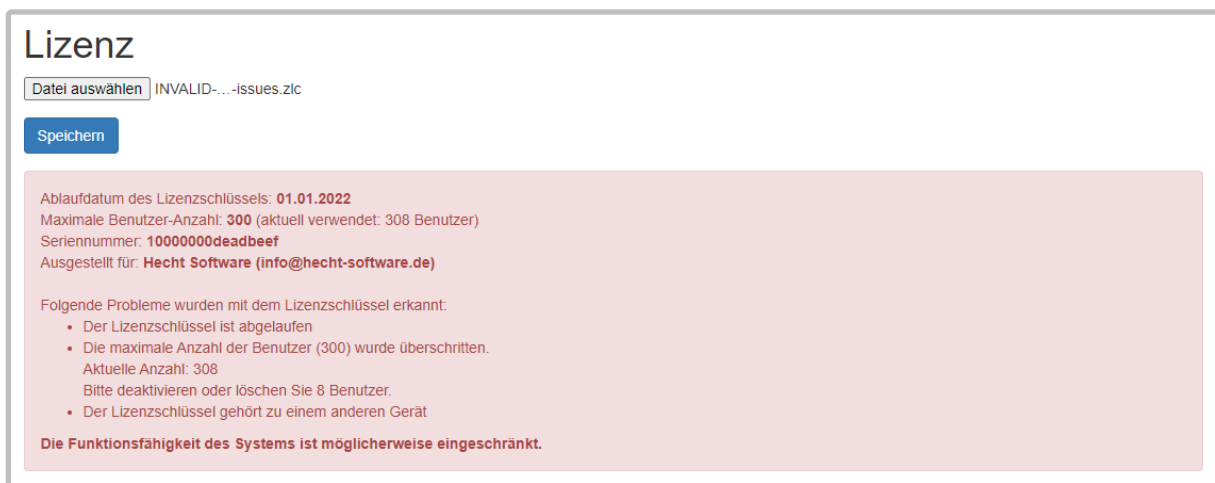 Lizenz
Datei auswählen INVALID-...-issues.zlc
Speichern
Ablaufdatum des Lizenzschlüssels: 01.01.2022
Maximale Benutzer-Anzahl: 300 (aktuell verwendet: 308 Benutzer)
Seriennummer: 10000000deadbeef
Ausgestellt für: Hecht Software (info@hecht-software.de)
Folgende Probleme wurden mit dem Lizenzschlüssel erkannt:
• Der Lizenzschlüssel ist abgelaufen
• Die maximale Anzahl der Benutzer (300) wurde überschritten.
Aktuelle Anzahl: 308
Bitte deaktivieren oder löschen Sie 8 Benutzer.
• Der Lizenzschlüssel gehört zu einem anderen Gerät
Die Funktionsfähigkeit des Systems ist möglicherweise eingeschränkt.